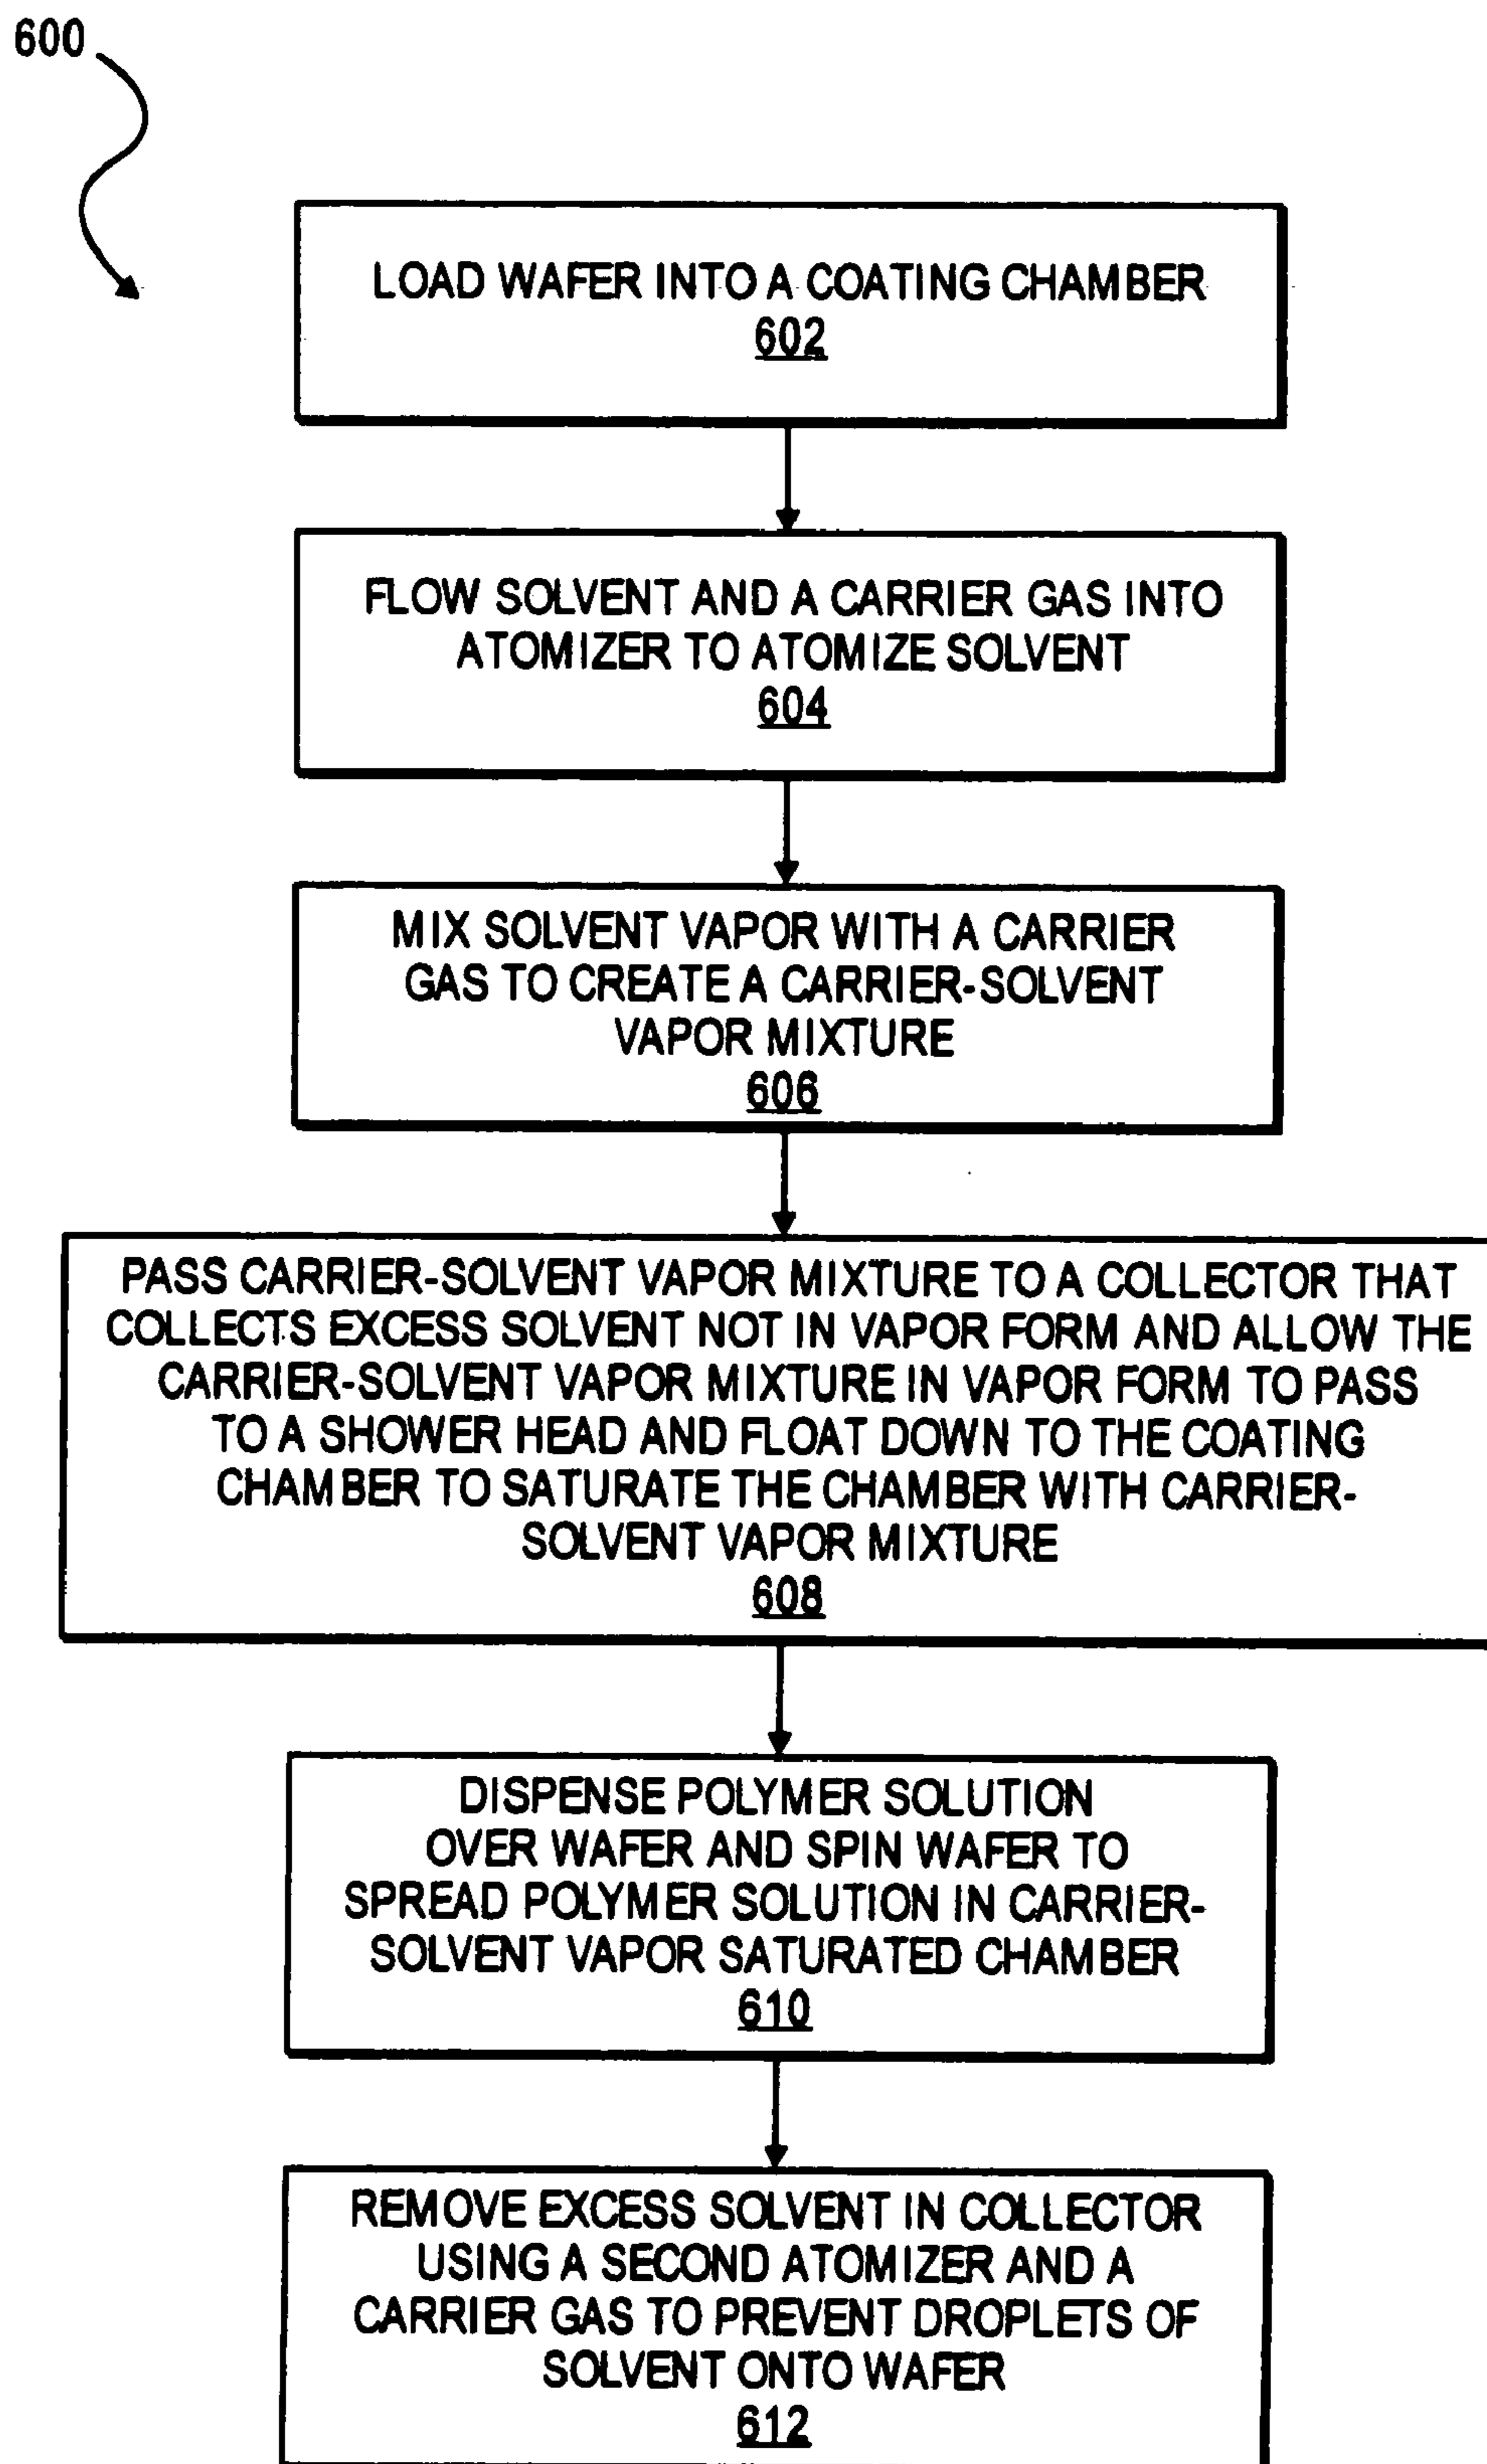 600
LOAD WAFER INTO A COATING CHAMBER
602
FLOW SOLVENT AND A CARRIER GAS INTO
ATOMIZER TO ATOMIZE SOLVENT
604
MIX SOLVENT VAPOR WITH A CARRIER
GAS TO CREATE A CARRIER-SOLVENT
VAPOR MIXTURE
606
PASS CARRIER-SOLVENT VAPOR MIXTURE TO A COLLECTOR THAT
COLLECTS EXCESS SOLVENT NOT IN VAPOR FORM AND ALLOW THE
CARRIER-SOLVENT VAPOR MIXTURE IN VAPOR FORM TO PASS
TO A SHOWER HEAD AND FLOAT DOWN TO THE COATING
CHAMBER TO SATURATE THE CHAMBER WITH CARRIER-
SOLVENT VAPOR MIXTURE
608
DISPENSE POLYMER SOLUTION
OVER WAFER AND SPIN WAFER TO
SPREAD POLYMER SOLUTION IN CARRIER-
SOLVENT VAPOR SATURATED CHAMBER
610
REMOVE EXCESS SOLVENT IN COLLECTOR
USING A SECOND ATOMIZER AND A
CARRIER GAS TO PREVENT DROPLETS OF
SOLVENT ONTO WAFER
612